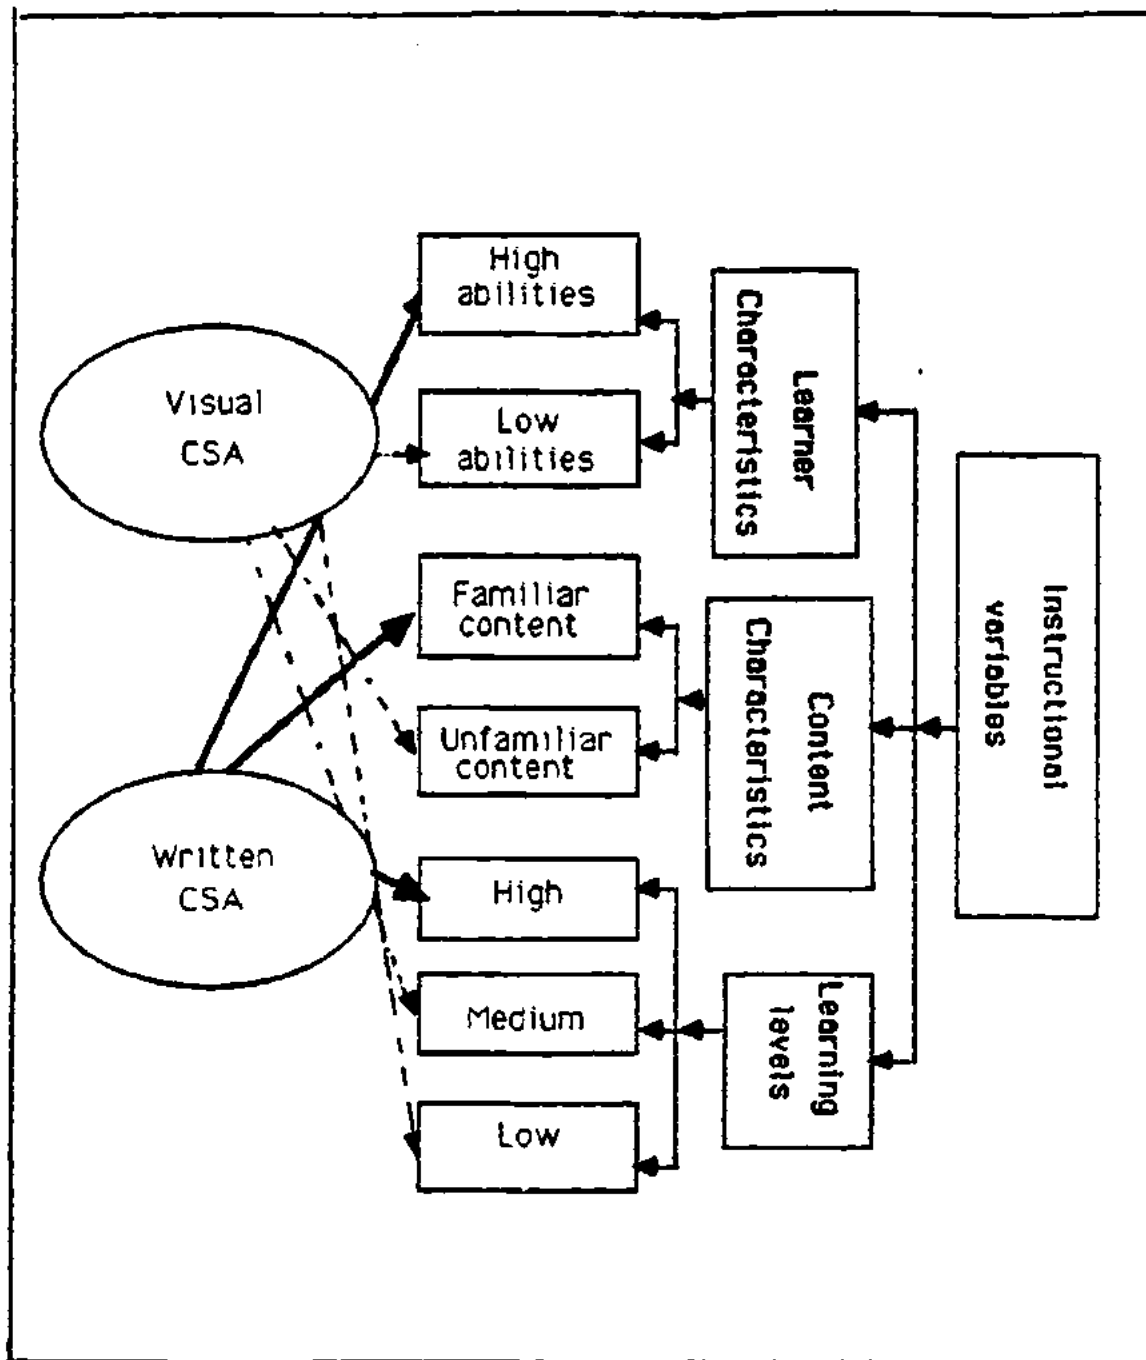 High
abilities
Low
abilities
Visual
CSA
Familiar
content
Unfamiliar
content
Written
CSA
High
Medium
Low
Learner
Characteristics
Content
Characteristics
Learning
levels
Instructional
variables